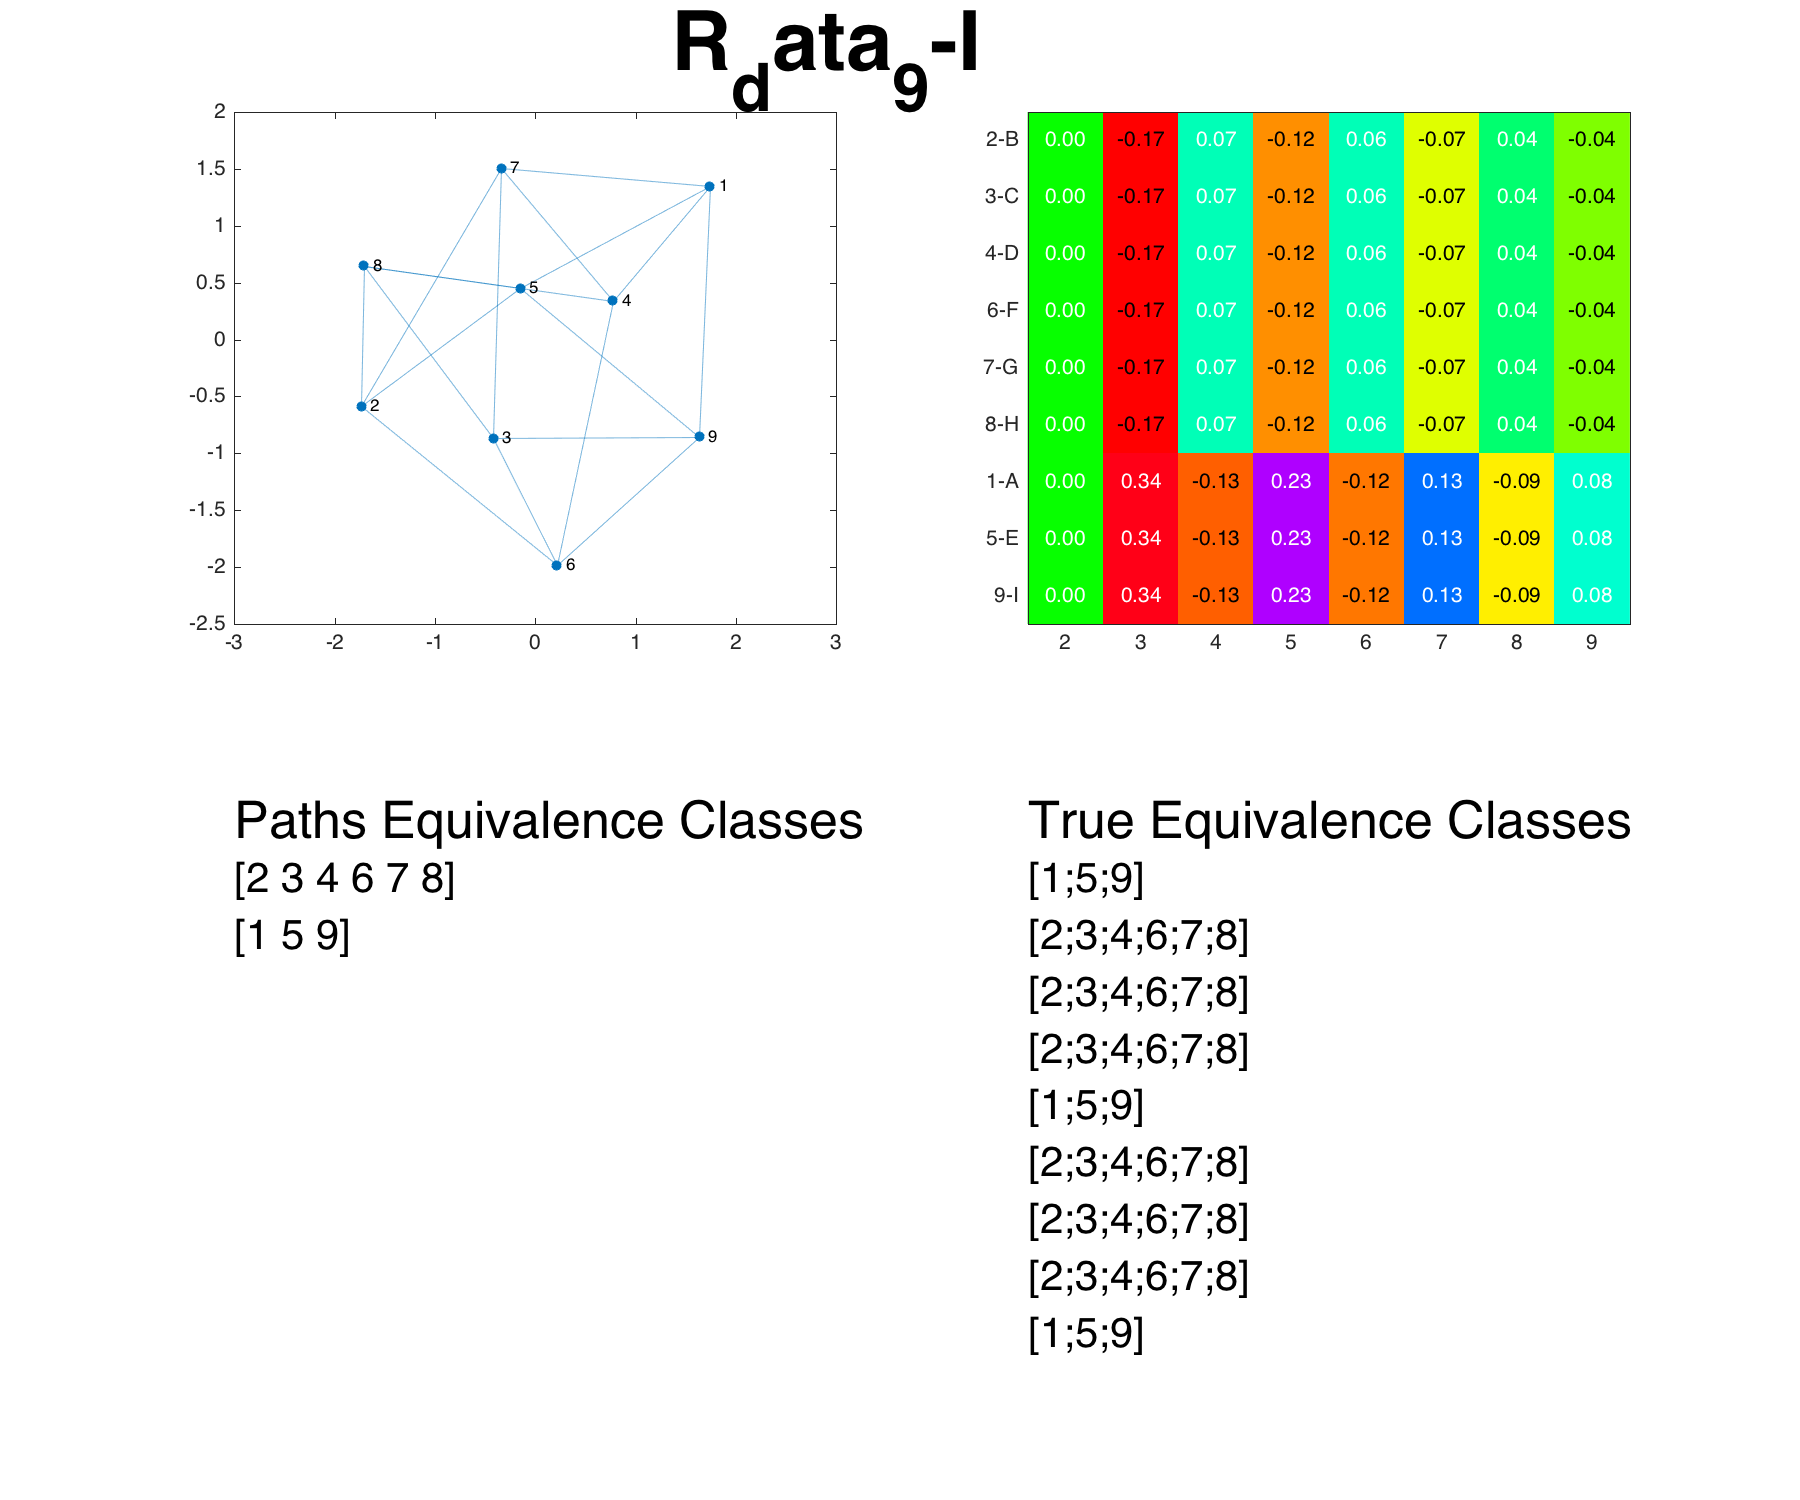 Rdata9-I
2
1.5
1
0.5
0
-0.5
-1
-1.5
-2
-2.5
-3 -2 -1 0 1 2 3
7
1
8
5
4
2
3
9
6
2-B 0.00 -0.17 0.07 -0.12 0.06 -0.07 0.04 -0.04
3-C 0.00 -0.17 0.07 -0.12 0.06 -0.07 0.04 -0.04
4-D 0.00 -0.17 0.07 -0.12 0.06 -0.07 0.04 -0.04
6-F 0.00 -0.17 0.07 -0.12 0.06 -0.07 0.04 -0.04
7-G 0.00 -0.17 0.07 -0.12 0.06 -0.07 0.04 -0.04
8-H 0.00 -0.17 0.07 -0.12 0.06 -0.07 0.04 -0.04
1-A 0.00 0.34 -0.13 0.23 -0.12 0.13 -0.09 0.08
5-E 0.00 0.34 -0.13 0.23 -0.12 0.13 -0.09 0.08
9-I 0.00 0.34 -0.13 0.23 -0.12 0.13 -0.09 0.08
2 3 4 5 6 7 8 9
Paths Equivalence Classes
[2 3 4 6 7 8]
[1 5 9]
True Equivalence Classes
[1;5;9]
[2;3;4;6;7;8]
[2;3;4;6;7;8]
[2;3;4;6;7;8]
[1;5;9]
[2;3;4;6;7;8]
[2;3;4;6;7;8]
[2;3;4;6;7;8]
[1;5;9]